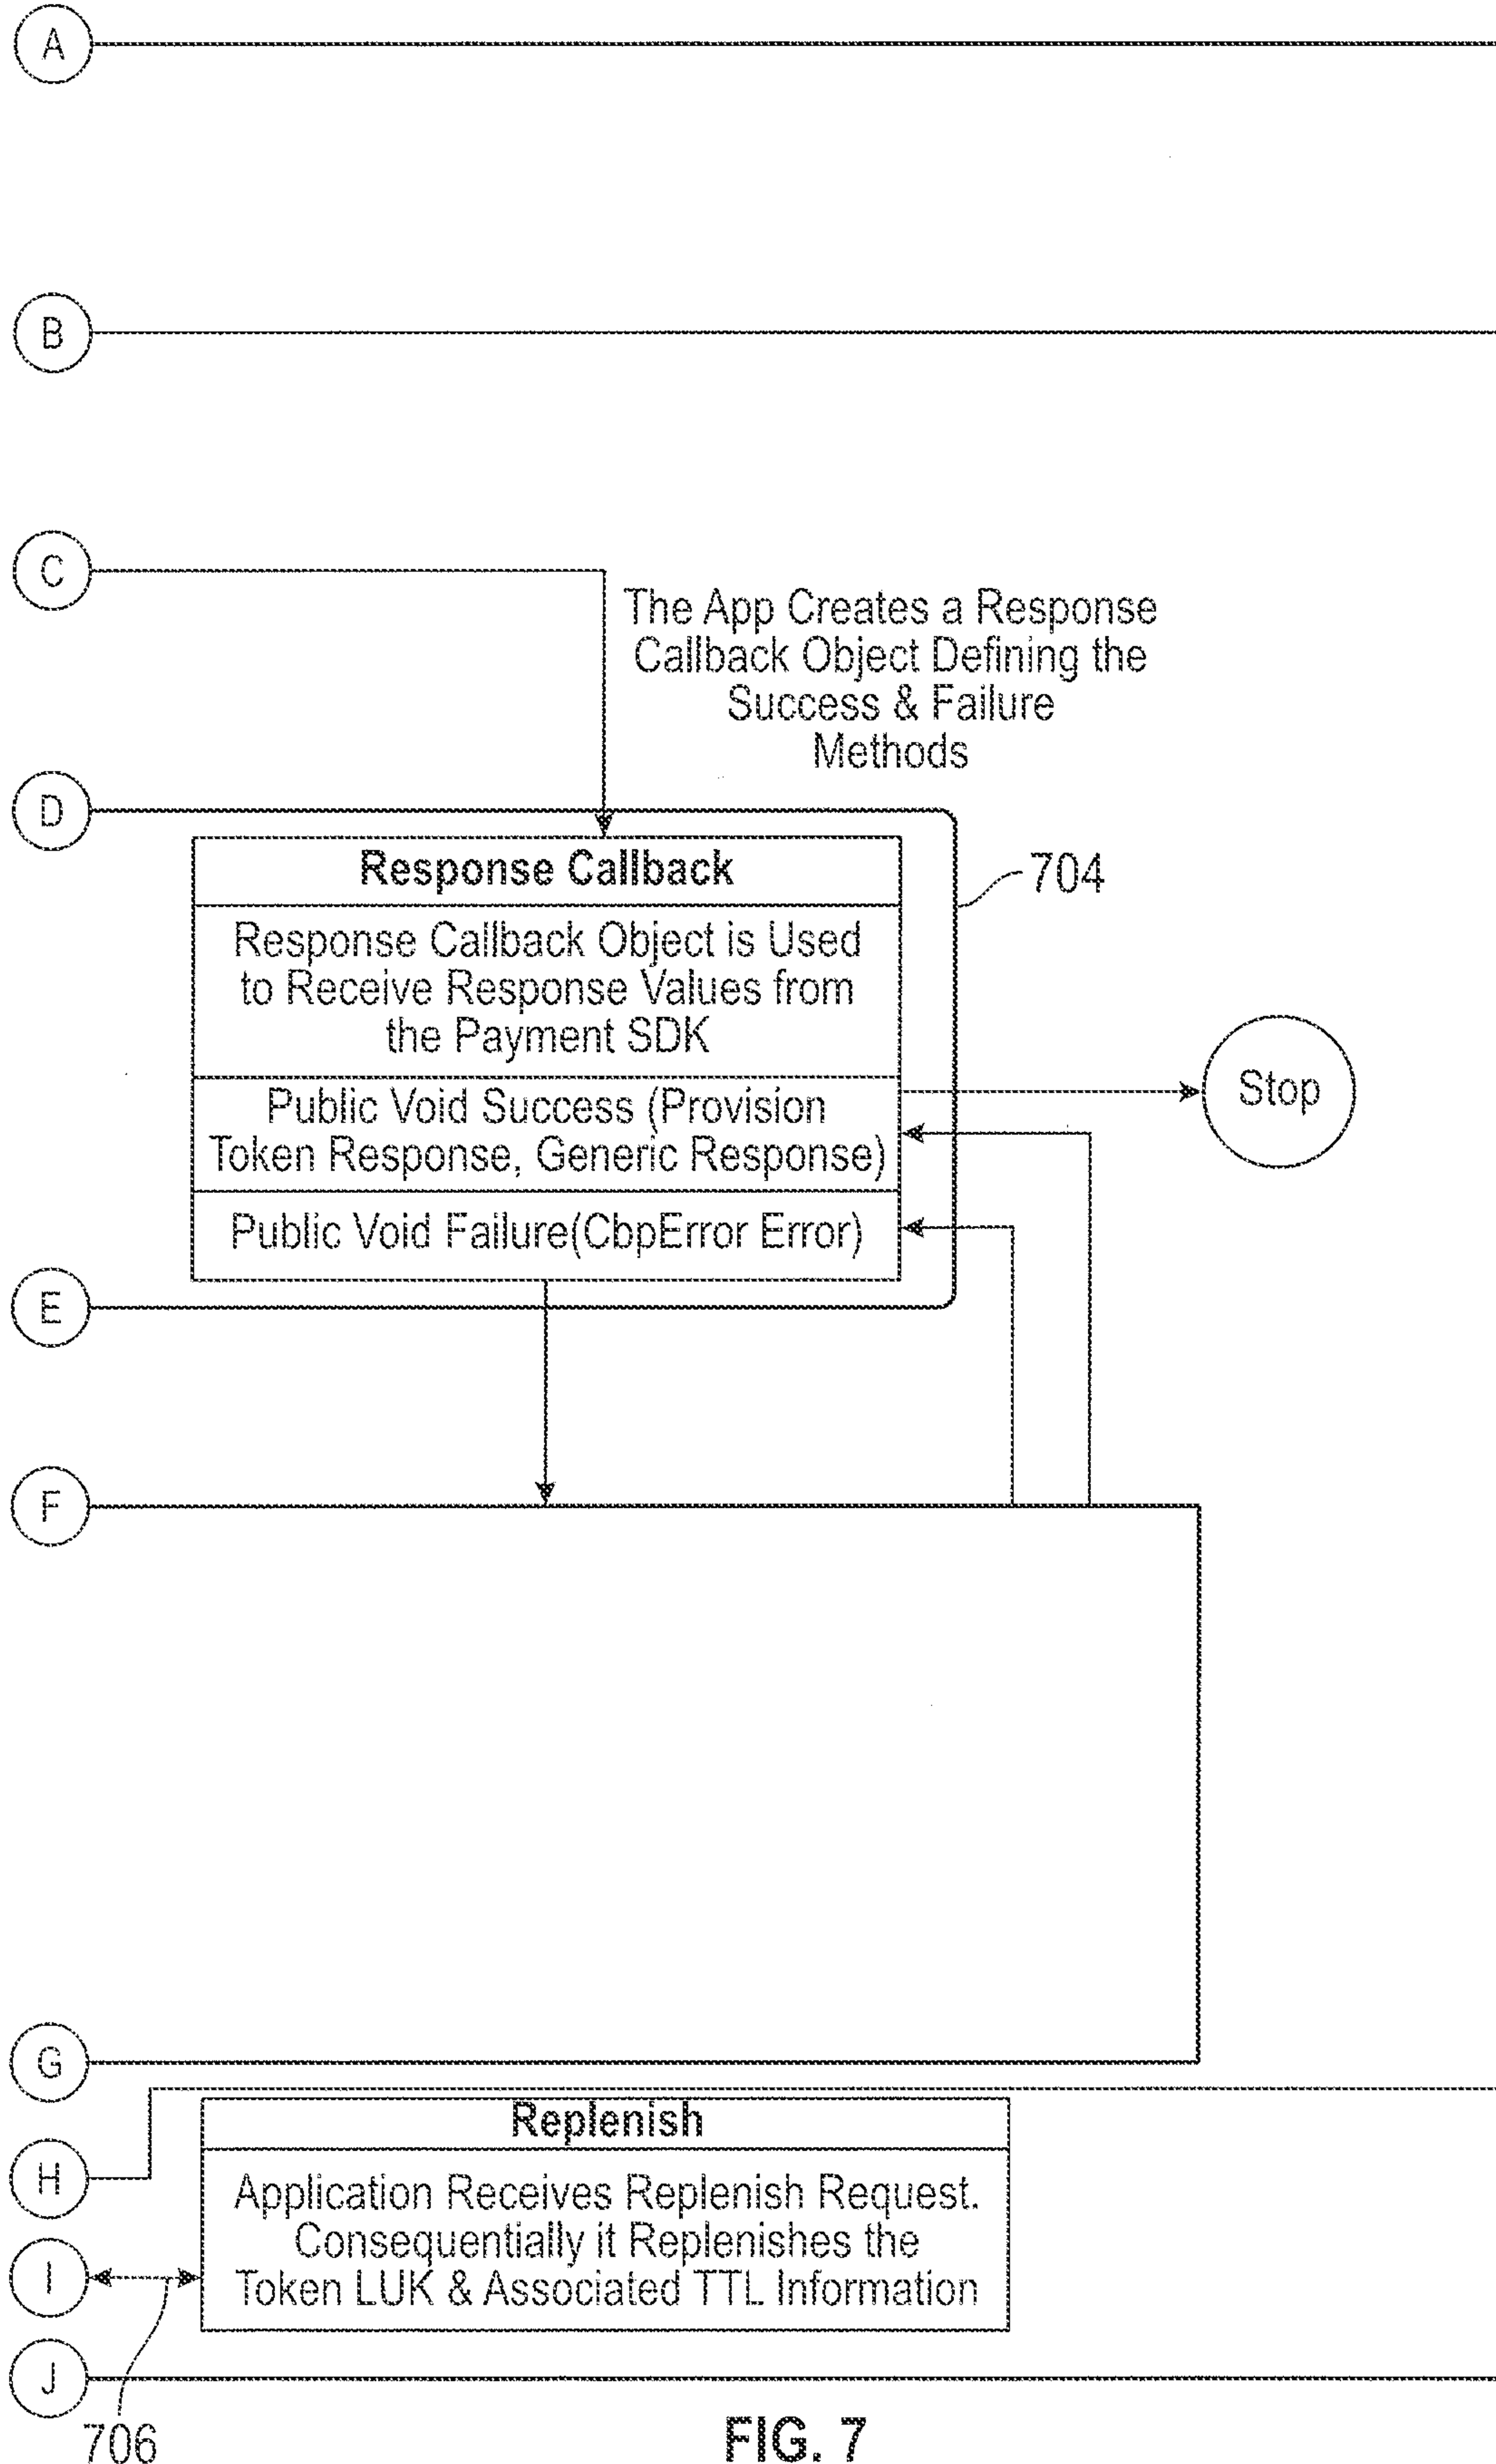 A
B
C
The App Creates a Response
Callback Object Defining the
Success & Failure
Methods
D
Response Callback
704
Response Callback Object is Used
to Receive Response Values from
the Payment SDK
Stop
Public Void Success (Provision
Token Response, Generic Response)
Public Void Failure(CbpError Error)
E
F
G
Replenish
H
Application Receives Replenish Request.
Consequentially it Replenishes the
Token LUK & Associated TTL Information
I
J
706
FIG. 7